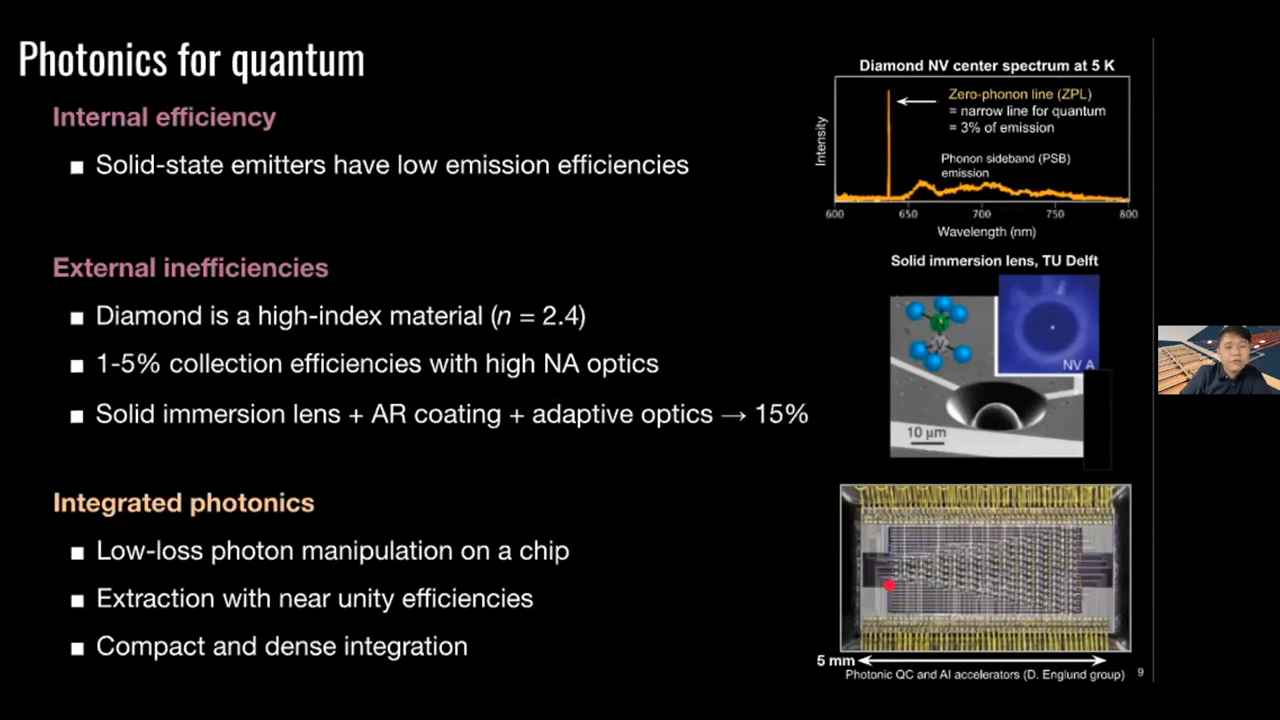 Photonics for quantum
Internal efficiency
■ Solid-state emitters have low emission efficiencies
External inefficiencies
■ Diamond is a high-index material (n = 2.4)
■ 1-5% collection efficiencies with high NA optics
■ Solid immersion lens + AR coating + adaptive optics → 15%
Integrated photonics
■ Low-loss photon manipulation on a chip
■ Extraction with near unity efficiencies
■ Compact and dense integration
Diamond NV center spectrum at 5 K
Intensity
Zero-phonon line (ZPL)
= narrow line for quantum
= 3% of emission
Phonon sideband (PSB)
emission
600 650 700 750 800
Wavelength (nm)
Solid immersion lens, TU Delft
NV A
10 μm
5 mm
Photonic QC and AI accelerators (D. Englund group)
9